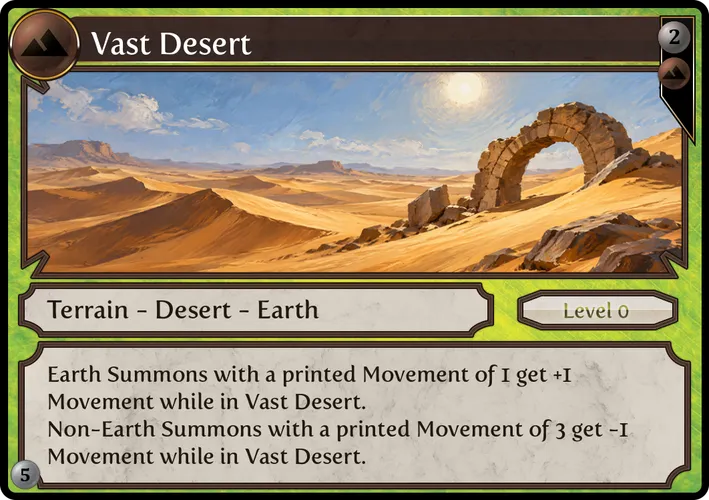 Vast Desert
2
Terrain – Desert – Earth
Level 0
Earth Summons with a printed Movement of 1 get +1
Movement while in Vast Desert.
Non-Earth Summons with a printed Movement of 3 get -1
Movement while in Vast Desert.
5